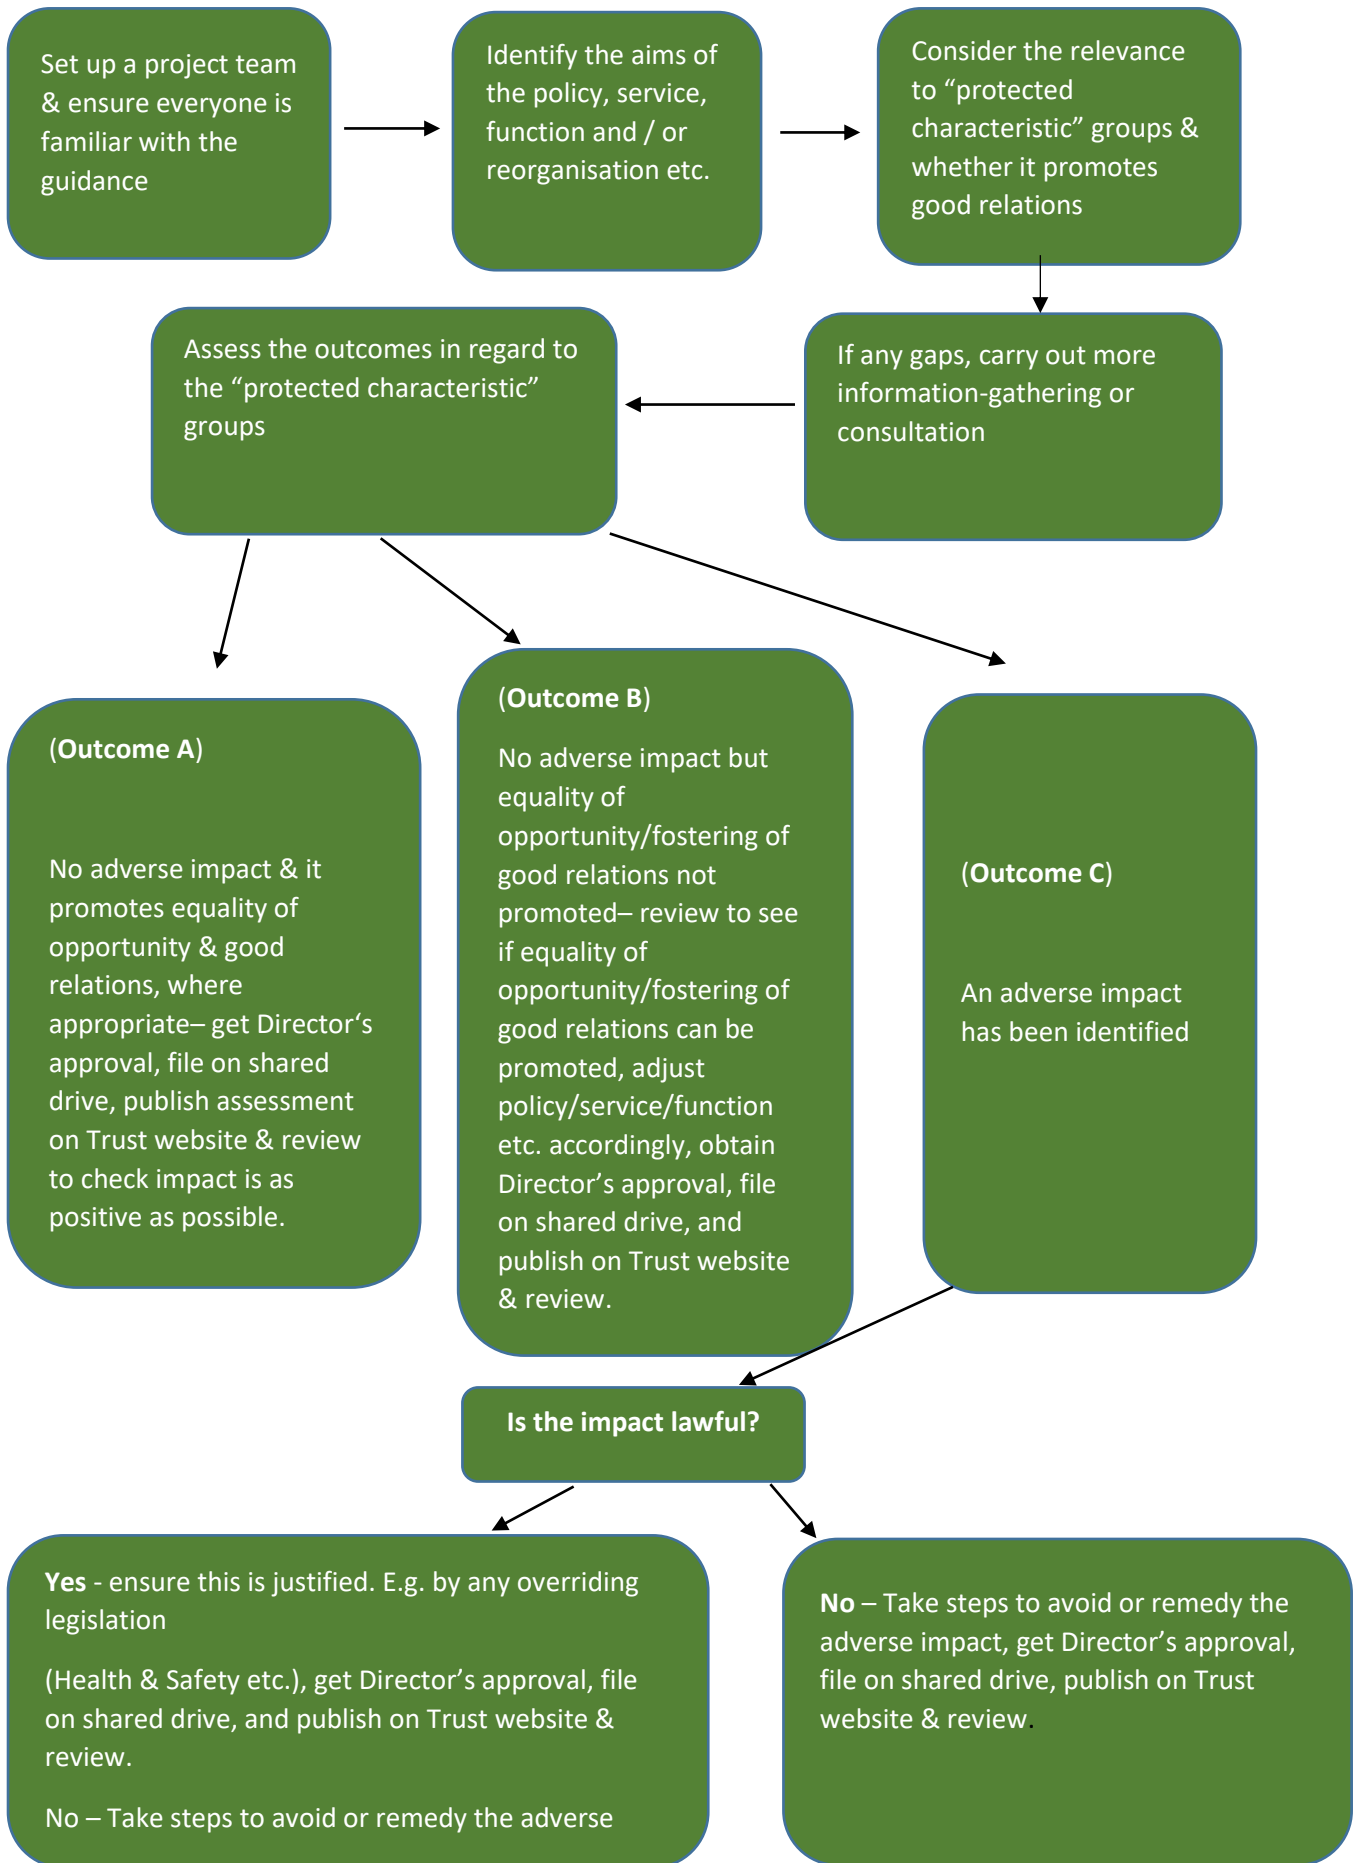 Set up a project team
& ensure everyone is
familiar with the
guidance
Identify the aims of
the policy, service,
function and / or
reorganisation etc.
Consider the relevance
to “protected
characteristic” groups &
whether it promotes
good relations
Assess the outcomes in regard to
the “protected characteristic”
groups
If any gaps, carry out more
information-gathering or
consultation
(Outcome A)
No adverse impact & it
promotes equality of
opportunity & good
relations, where
appropriate– get Director‘s
approval, file on shared
drive, publish assessment
on Trust website & review
to check impact is as
positive as possible.
(Outcome B)
No adverse impact but
equality of
opportunity/fostering of
good relations not
promoted– review to see
if equality of
opportunity/fostering of
good relations can be
promoted, adjust
policy/service/function
etc. accordingly, obtain
Director’s approval, file
on shared drive, and
publish on Trust website
& review.
(Outcome C)
An adverse impact
has been identified
Is the impact lawful?
Yes - ensure this is justified. E.g. by any overriding
legislation
(Health & Safety etc.), get Director’s approval, file
on shared drive, and publish on Trust website &
review.
No – Take steps to avoid or remedy the adverse
No – Take steps to avoid or remedy the
adverse impact, get Director’s approval,
file on shared drive, publish on Trust
website & review.